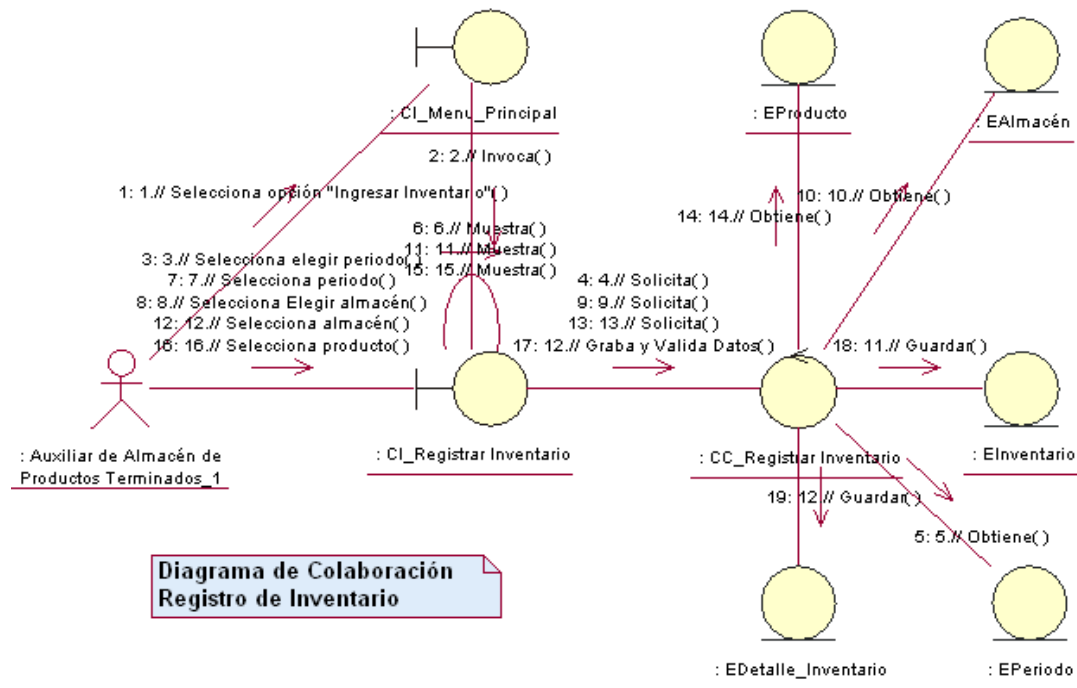 : CI_Menu_Principal
: EProducto
: EAlmacén
2: 2.// Invoca( )
1: 1.// Selecciona opción "Ingresar Inventario"( )
10: 10.// Obtiene( )
14: 14.// Obtiene( )
6: 6.// Muestra( )
11: 11.// Muestra( )
15: 15.// Muestra( )
3: 3.// Selecciona elegir periodo( )
7: 7.// Selecciona periodo( )
8: 8.// Selecciona Elegir almacén( )
12: 12.// Selecciona almacén( )
16: 16.// Selecciona producto( )
4: 4.// Solicita( )
9: 9.// Solicita( )
13: 13.// Solicita( )
17: 12.// Graba y Valida Datos( )
18: 11.// Guardar( )
: Auxiliar de Almacén de
Productos Terminados_1
: CI_Registrar Inventario
: CC_Registrar Inventario
: EInventario
19: 12.// Guardar( )
5: 5.// Obtiene( )
Diagrama de Colaboración
Registro de Inventario
: EDetalle_Inventario
: EPeriodo